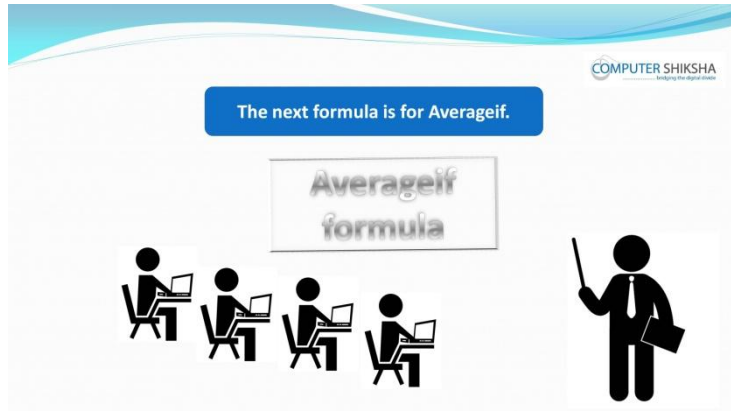 COMPUTER SHIKSHA
bridging the digital divide
The next formula is for Averageif.
Averageif
formula